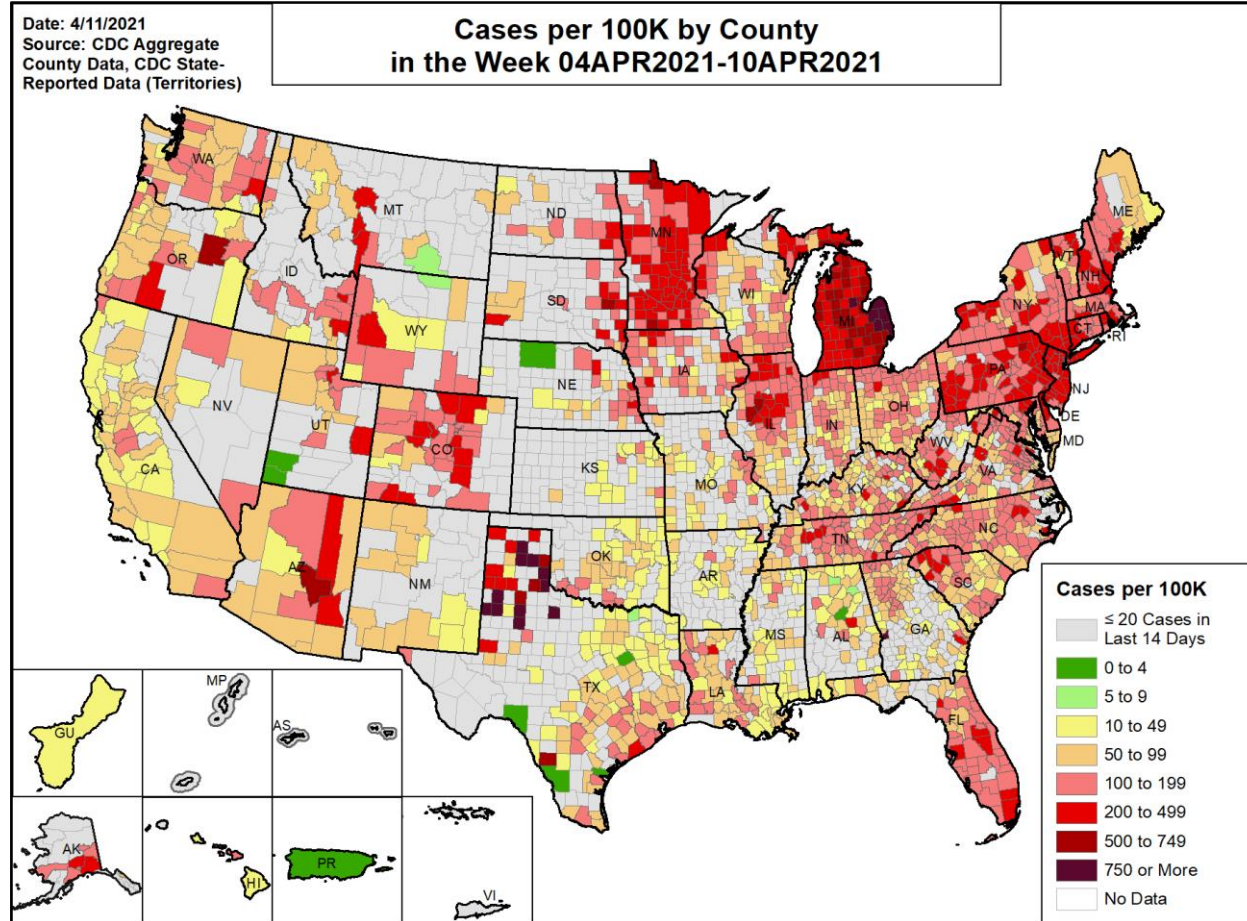 Date: 4/11/2021
Source: CDC Aggregate
County Data, CDC State-
Reported Data (Territories)
Cases per 100K by County
in the Week 04APR2021-10APR2021
WA
MT
ND
MN
ME
OR
ID
SD
WI
VT
NH
NY
MA
CT
RI
WY
MI
IA
NE
PA
NJ
NV
UT
CO
IL
IN
OH
DE
MD
WV
VA
CA
KS
MO
KY
NC
TN
AZ
NM
OK
AR
SC
MS
AL
GA
TX
LA
FL
GU
MP
AS
AK
HI
PR
VI
Cases per 100K
≤ 20 Cases in
Last 14 Days
0 to 4
5 to 9
10 to 49
50 to 99
100 to 199
200 to 499
500 to 749
750 or More
No Data